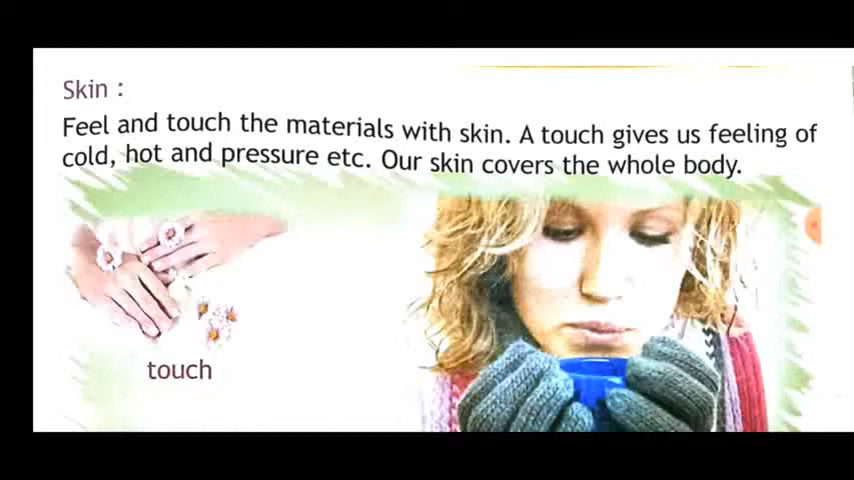 Skin :
Feel and touch the materials with skin. A touch gives us feeling of
cold, hot and pressure etc. Our skin covers the whole body.
touch